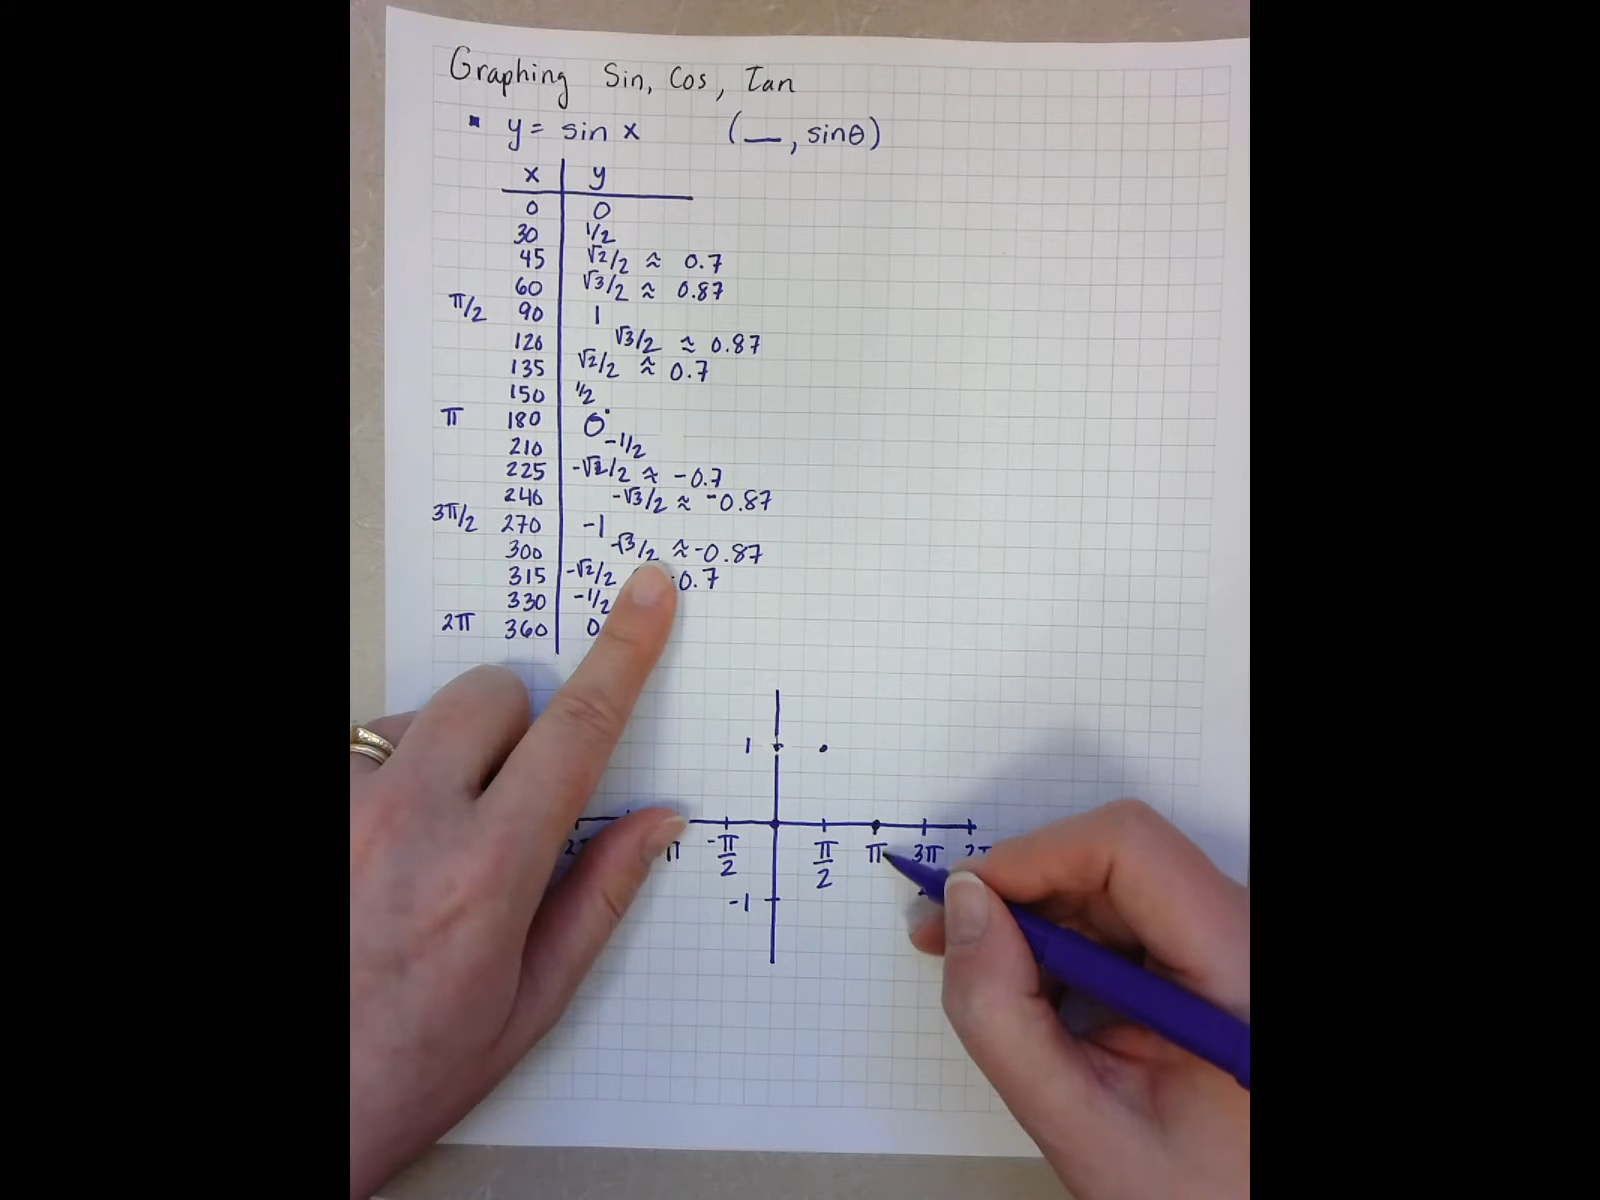 Graphing Sin, Cos, Tan
▪ y = sin x (__, sinθ)
x y
0 0
30 1/2
45 √2/2 ≈ 0.7
60 √3/2 ≈ 0.87
π/2 90 1
120 √3/2 ≈ 0.87
135 √2/2 ≈ 0.7
150 1/2
π 180 0
210 -1/2
225 -√2/2 ≈ -0.7
240 -√3/2 ≈ -0.87
3π/2 270 -1
300 -√3/2 ≈ -0.87
315 -√2/2 -0.7
330 -1/2
2π 360 0
1
π -π/2 π/2 π 3π
-1